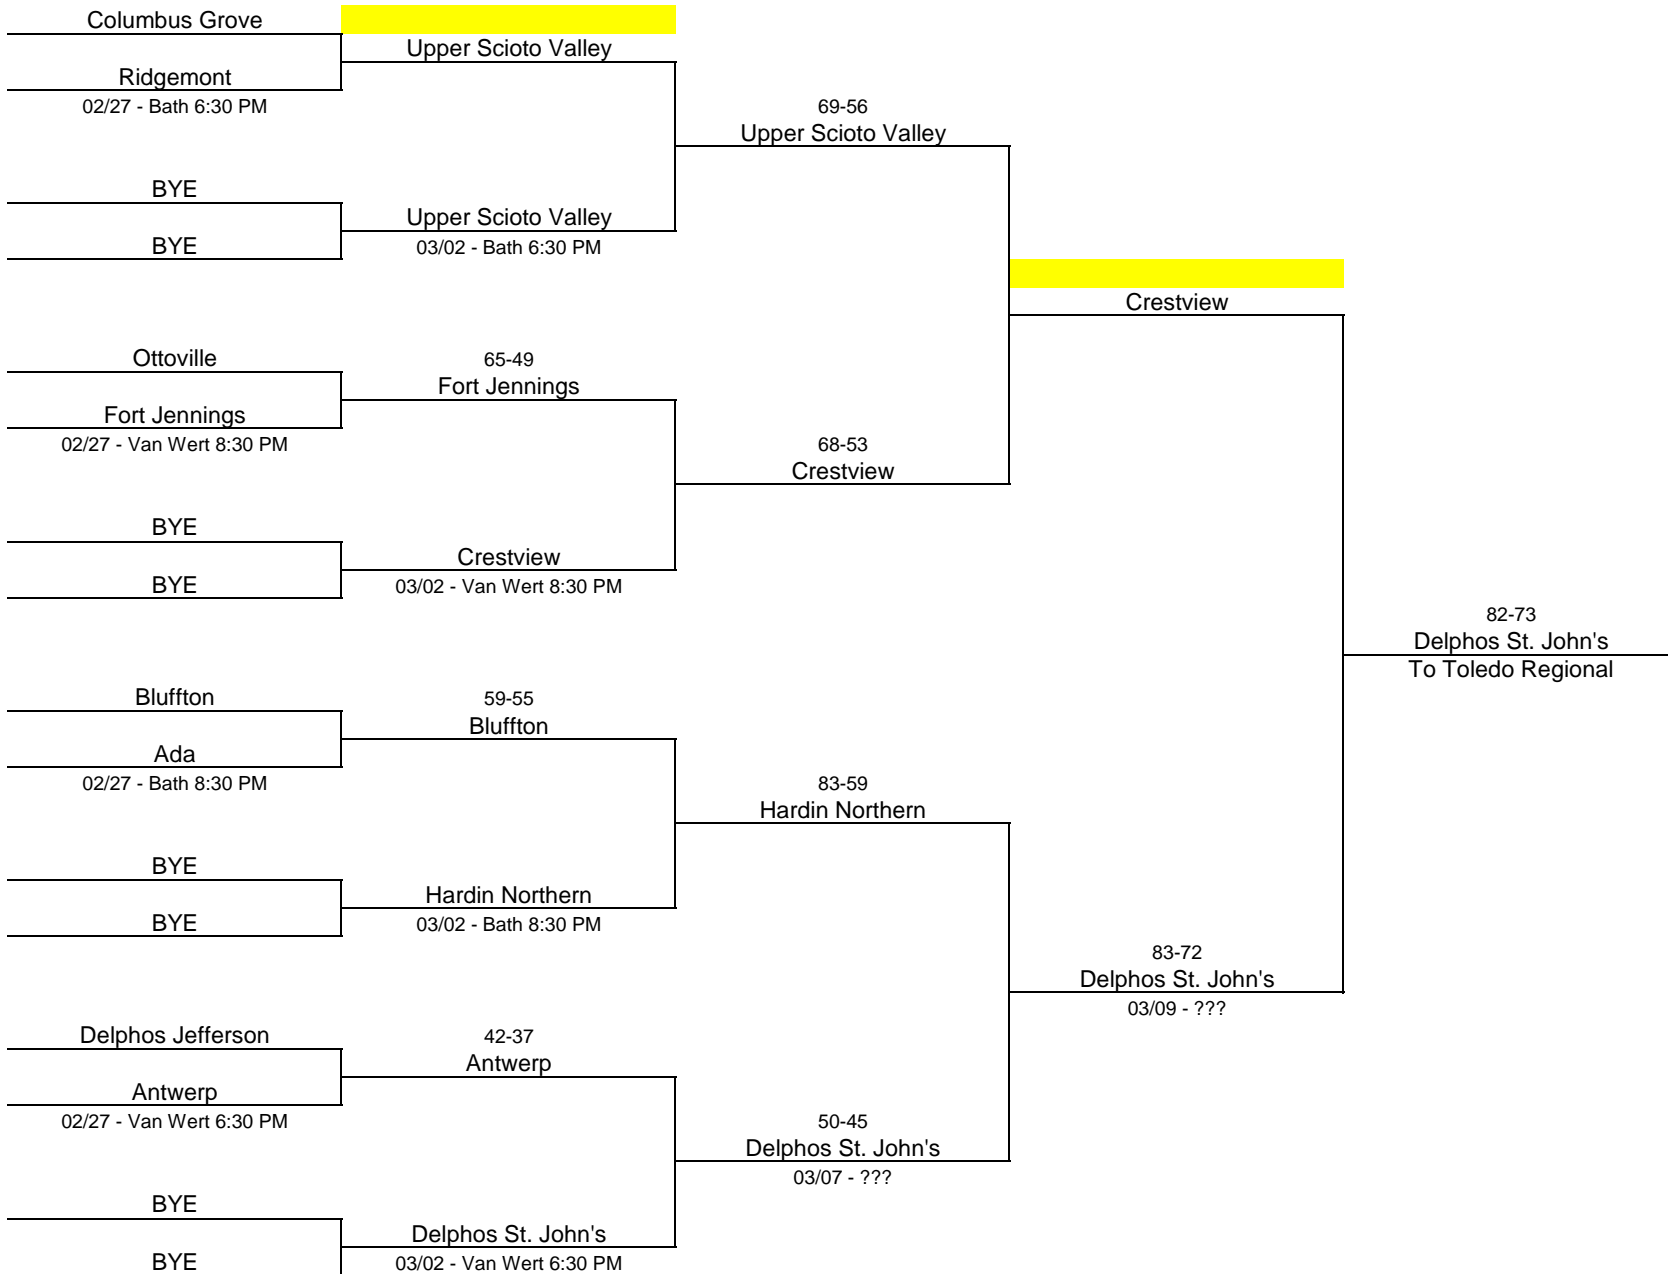 Columbus Grove
Upper Scioto Valley
Ridgemont
02/27 - Bath 6:30 PM
69-56
Upper Scioto Valley
BYE
Upper Scioto Valley
BYE
03/02 - Bath 6:30 PM
Crestview
Ottoville
65-49
Fort Jennings
Fort Jennings
02/27 - Van Wert 8:30 PM
68-53
Crestview
BYE
Crestview
BYE
03/02 - Van Wert 8:30 PM
82-73
Delphos St. John's
To Toledo Regional
Bluffton
59-55
Bluffton
Ada
02/27 - Bath 8:30 PM
83-59
Hardin Northern
BYE
Hardin Northern
BYE
03/02 - Bath 8:30 PM
83-72
Delphos St. John's
03/09 - ???
Delphos Jefferson
42-37
Antwerp
Antwerp
02/27 - Van Wert 6:30 PM
50-45
Delphos St. John's
03/07 - ???
BYE
Delphos St. John's
BYE
03/02 - Van Wert 6:30 PM